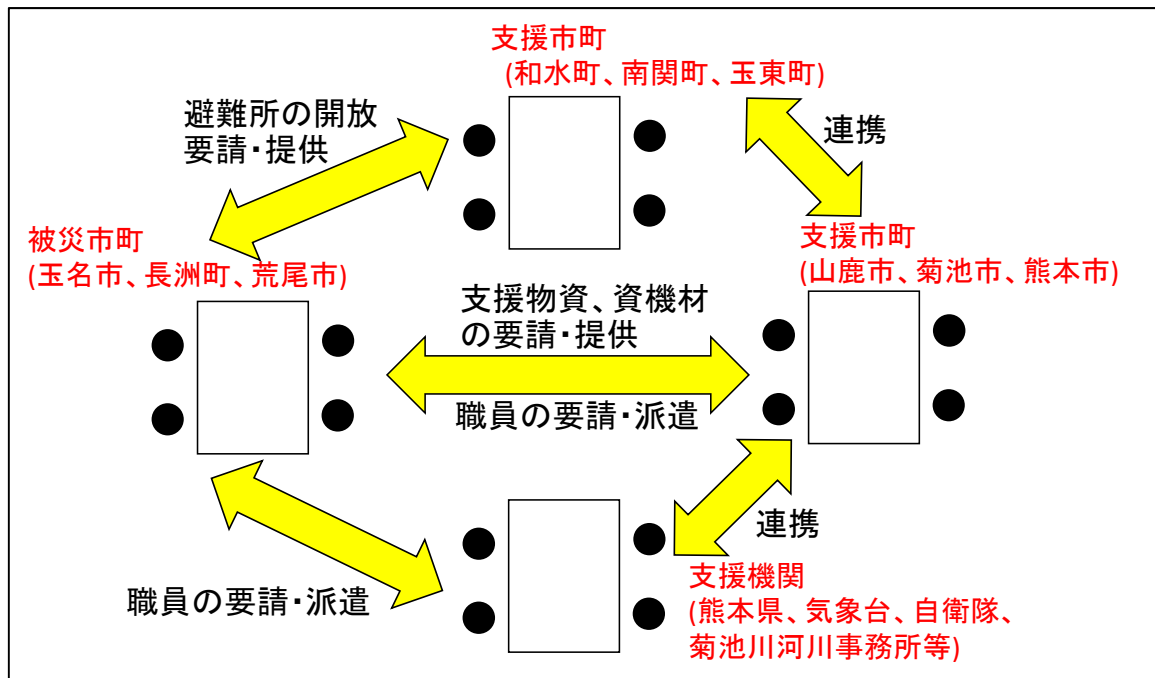 支援市町
(和水町、南関町、玉東町)
避難所の開放
要請・提供
連携
被災市町
(玉名市、長洲町、荒尾市)
支援市町
(山鹿市、菊池市、熊本市)
支援物資、資機材
の要請・提供
職員の要請・派遣
連携
職員の要請・派遣
支援機関
(熊本県、気象台、自衛隊、
菊池川河川事務所等)